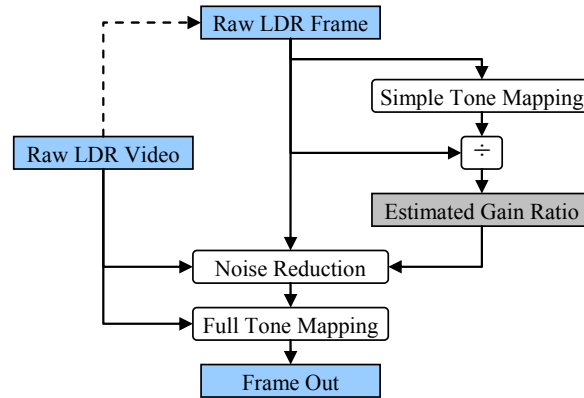 Raw LDR Frame
Simple Tone Mapping
Raw LDR Video
÷
Estimated Gain Ratio
Noise Reduction
Full Tone Mapping
Frame Out